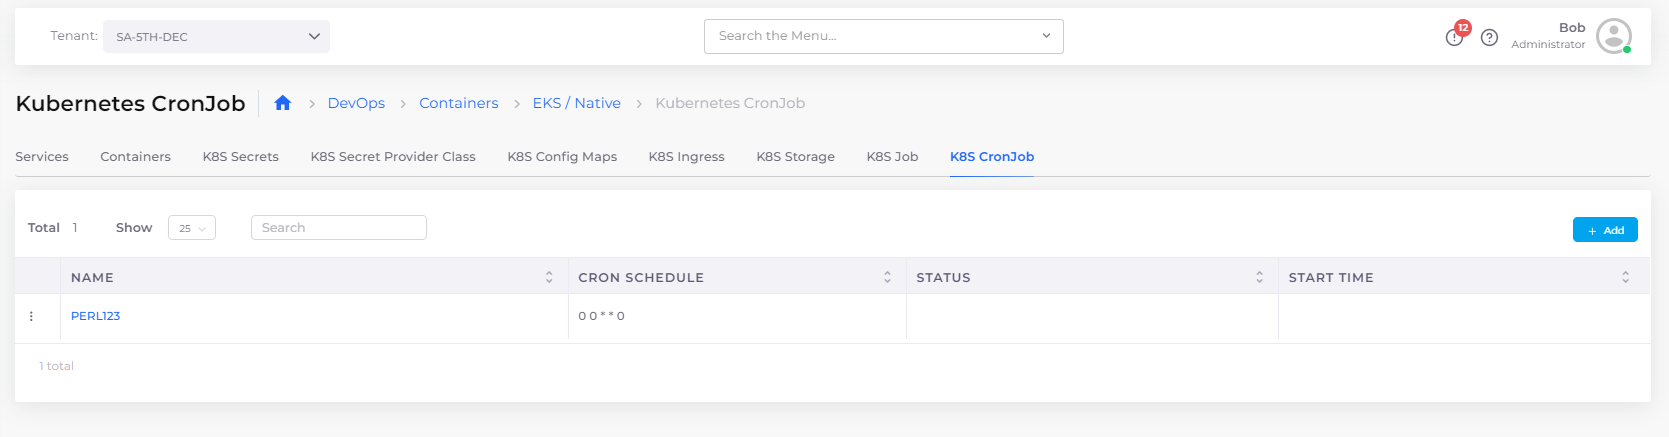 Tenant: SA-5TH-DEC Search the Menu... 12 Bob
Administrator
Kubernetes CronJob DevOps Containers EKS / Native Kubernetes CronJob
Services Containers K8S Secrets K8S Secret Provider Class K8S Config Maps K8S Ingress K8S Storage K8S Job K8S CronJob
Total 1 Show 25 Search + Add
NAME CRON SCHEDULE STATUS START TIME
PERL123 0 0 * * 0
1 total